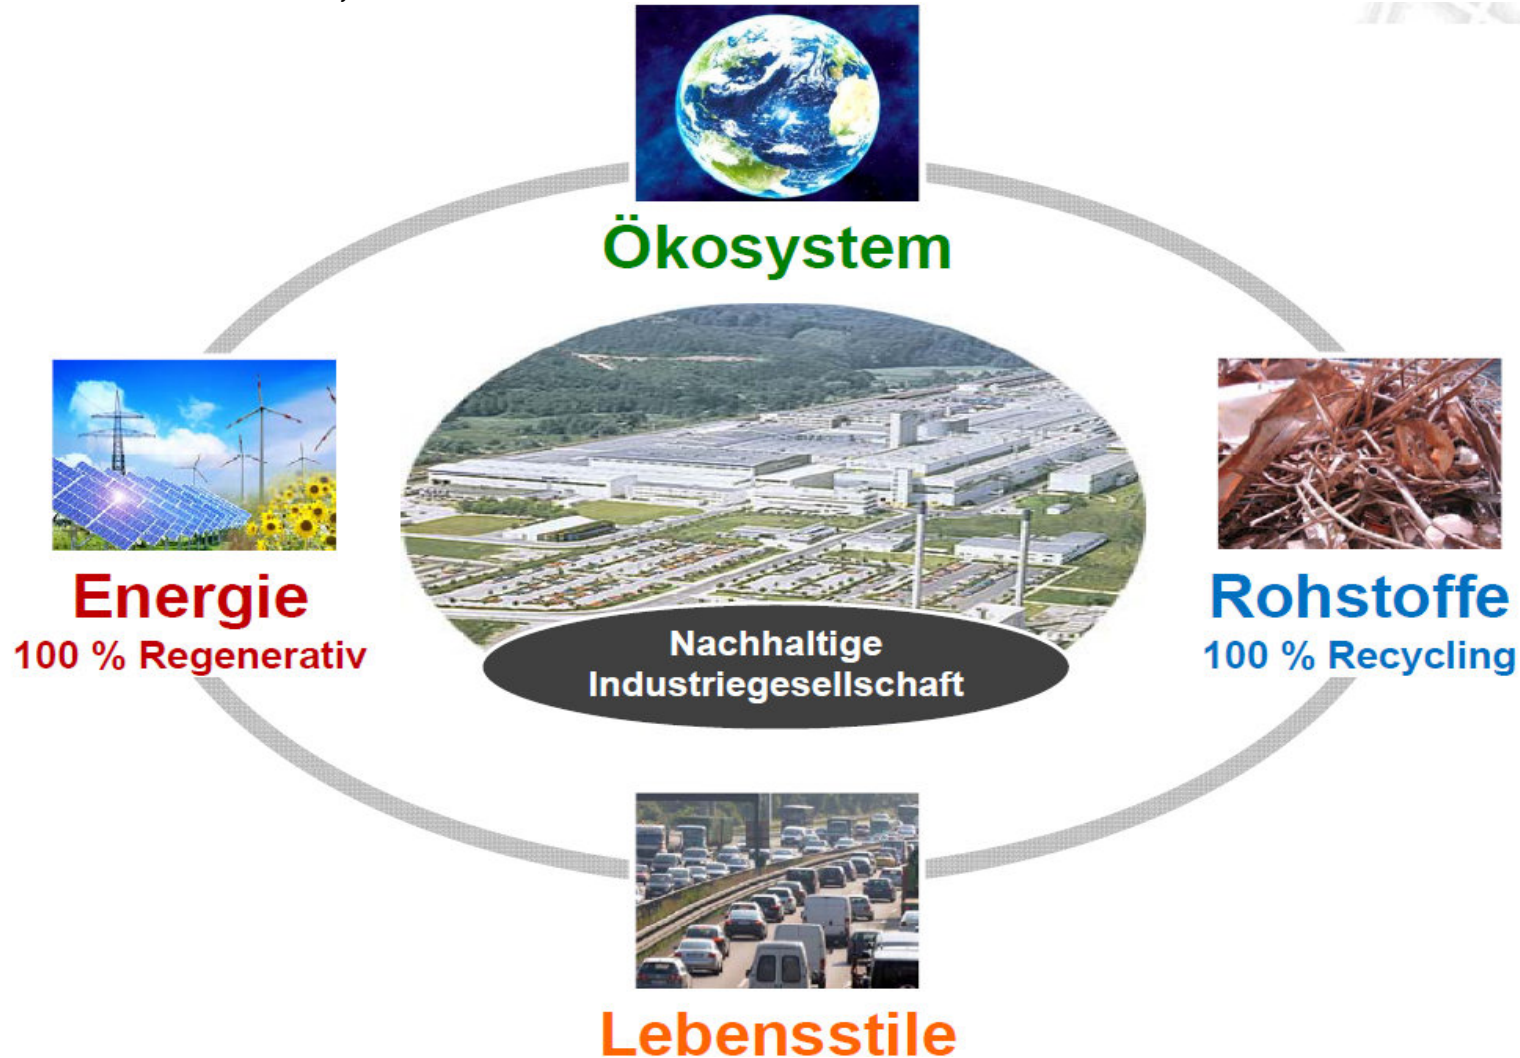 Ökosystem
Energie
100 % Regenerativ
Rohstoffe
100 % Recycling
Nachhaltige
Industriegesellschaft
Lebensstile